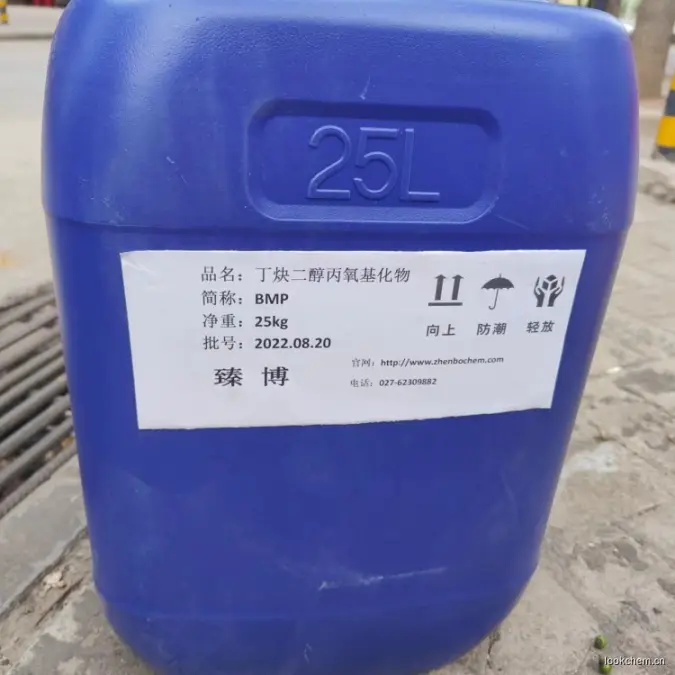 25L
品名：丁炔二醇丙氧基化物
简称：BMP
净重：25kg
批号：2022.08.20
向上 防潮 轻放
臻 博
官网：http://www.zhenbochem.com
电话：027-62309882
lookchem.cn